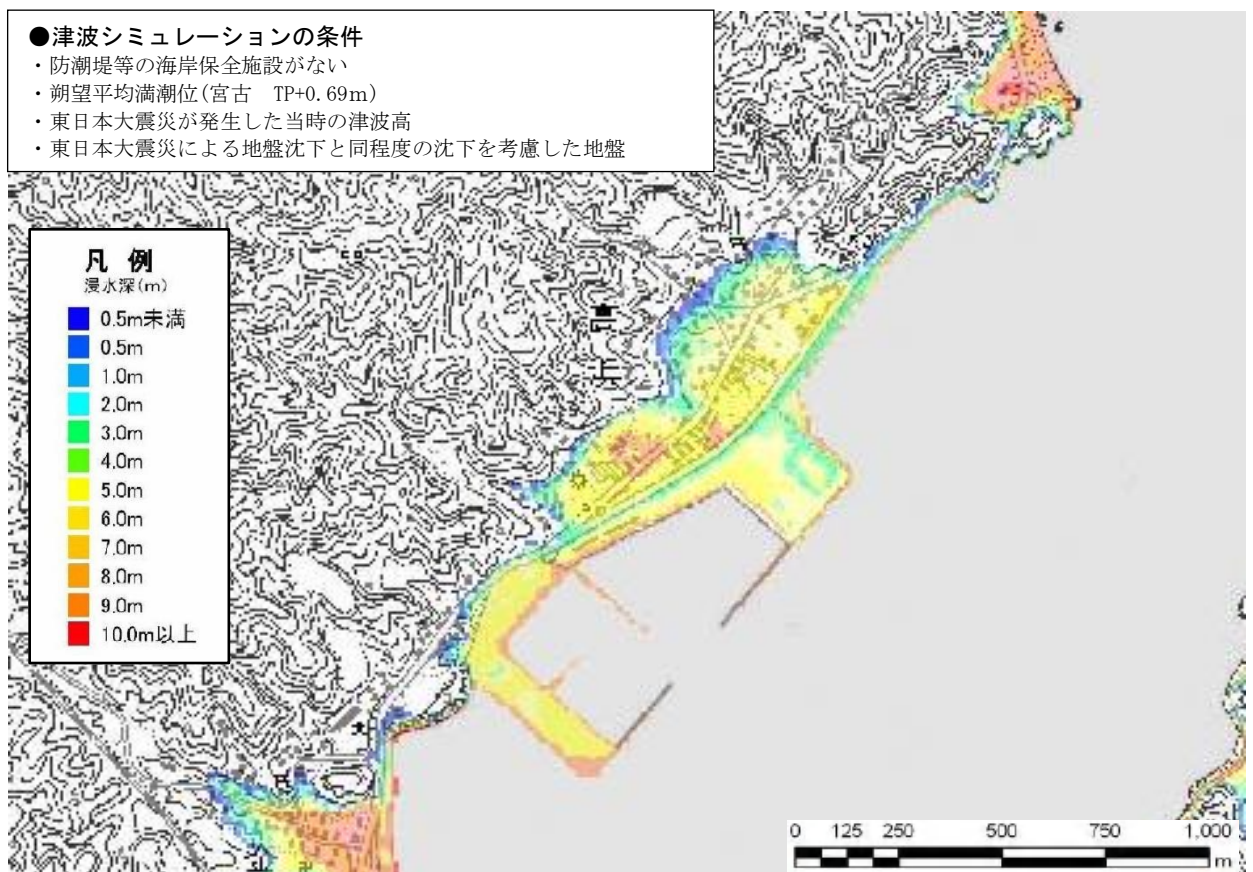 ●津波シミュレーションの条件
・防潮堤等の海岸保全施設がない
・朔望平均満潮位(宮古　TP+0.69m)
・東日本大震災が発生した当時の津波高
・東日本大震災による地盤沈下と同程度の沈下を考慮した地盤
凡 例
浸水深(m)
0.5m未満
0.5m
1.0m
2.0m
3.0m
4.0m
5.0m
6.0m
7.0m
8.0m
9.0m
10.0m以上
0 125 250 500 750 1,000
m